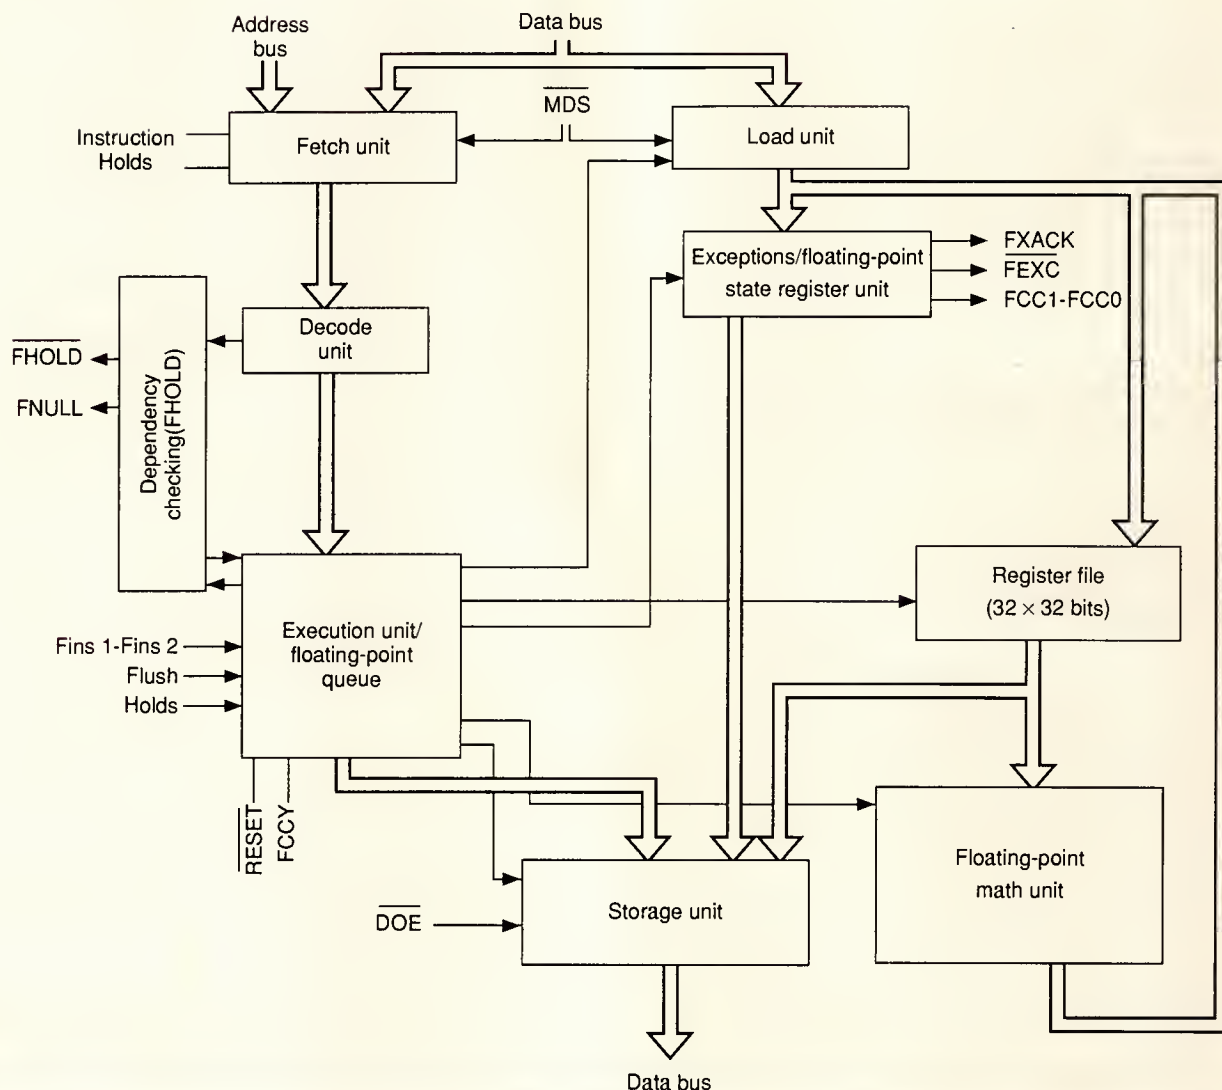 Address
bus
Data bus
MDS
Instruction
Holds
Fetch unit
Load unit
Exceptions/floating-point
state register unit
FXACK
FEXC
FCC1-FCC0
Decode
unit
FHOLD
FNULL
Dependency
checking(FHOLD)
Register file
(32 × 32 bits)
Execution unit/
floating-point
queue
Fins 1-Fins 2
Flush
Holds
RESET
FCCY
Floating-point
math unit
Storage unit
DOE
Data bus